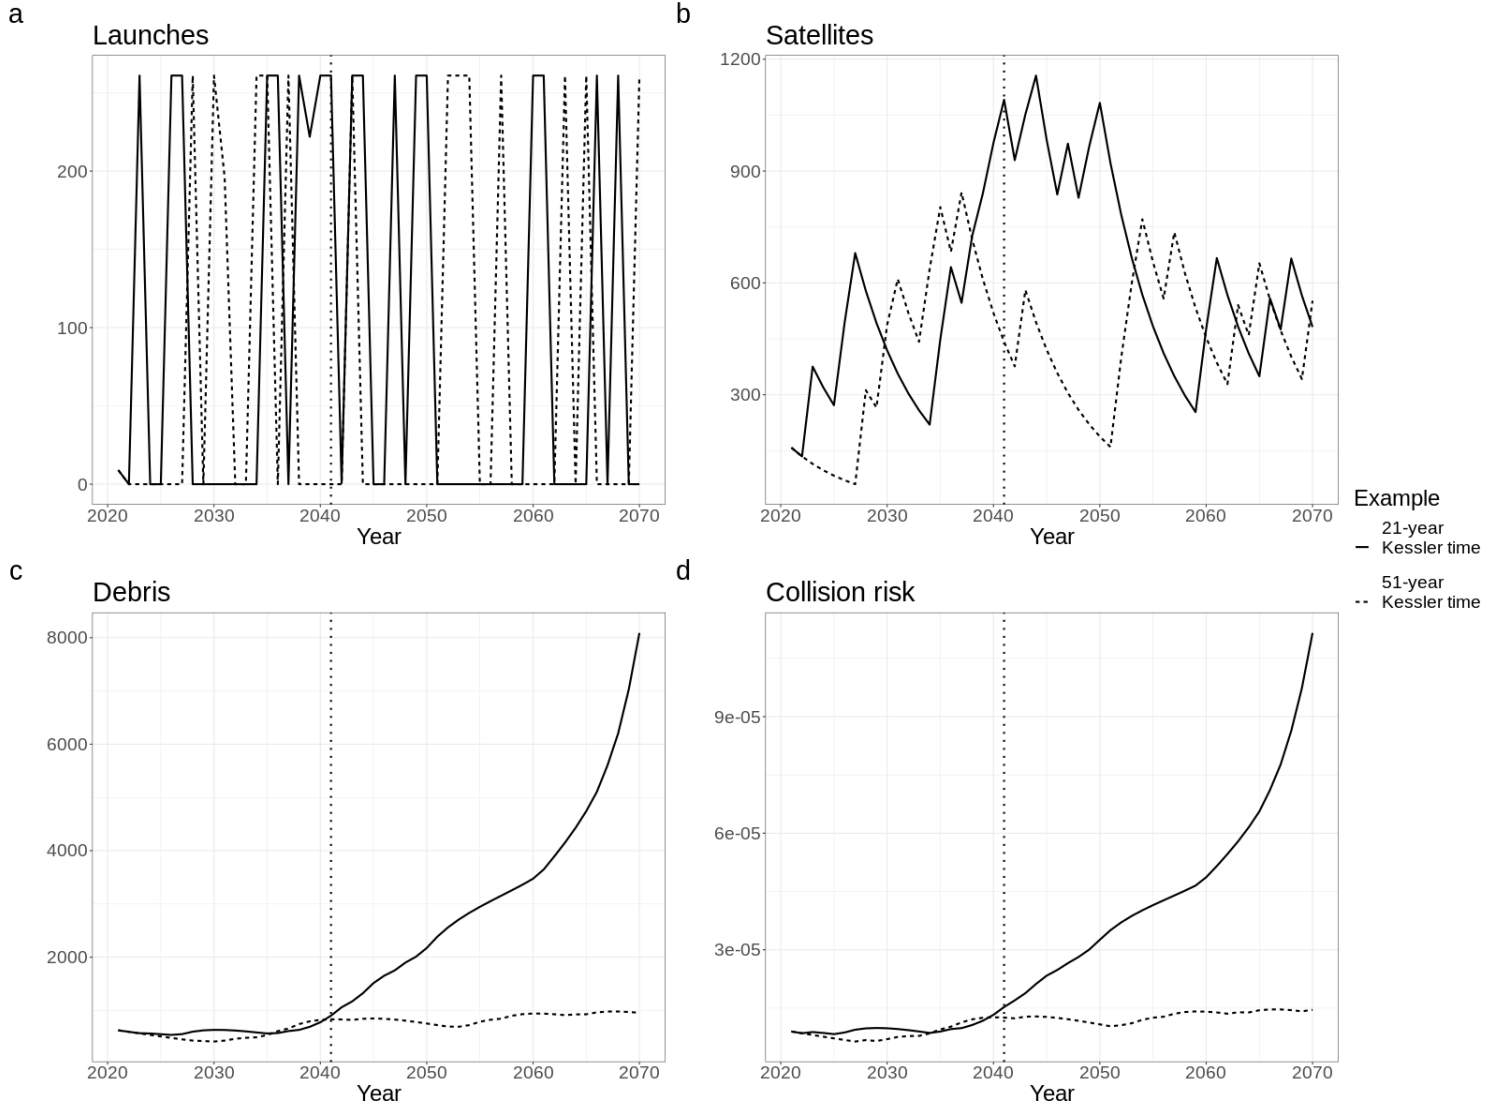 a
Launches
200
100
0
2020 2030 2040 2050 2060 2070
Year
b
Satellites
1200
900
600
300
2020 2030 2040 2050 2060 2070
Year
c
Debris
8000
6000
4000
2000
2020 2030 2040 2050 2060 2070
Year
d
Collision risk
9e-05
6e-05
3e-05
2020 2030 2040 2050 2060 2070
Year
Example
21-year
Kessler time
51-year
Kessler time